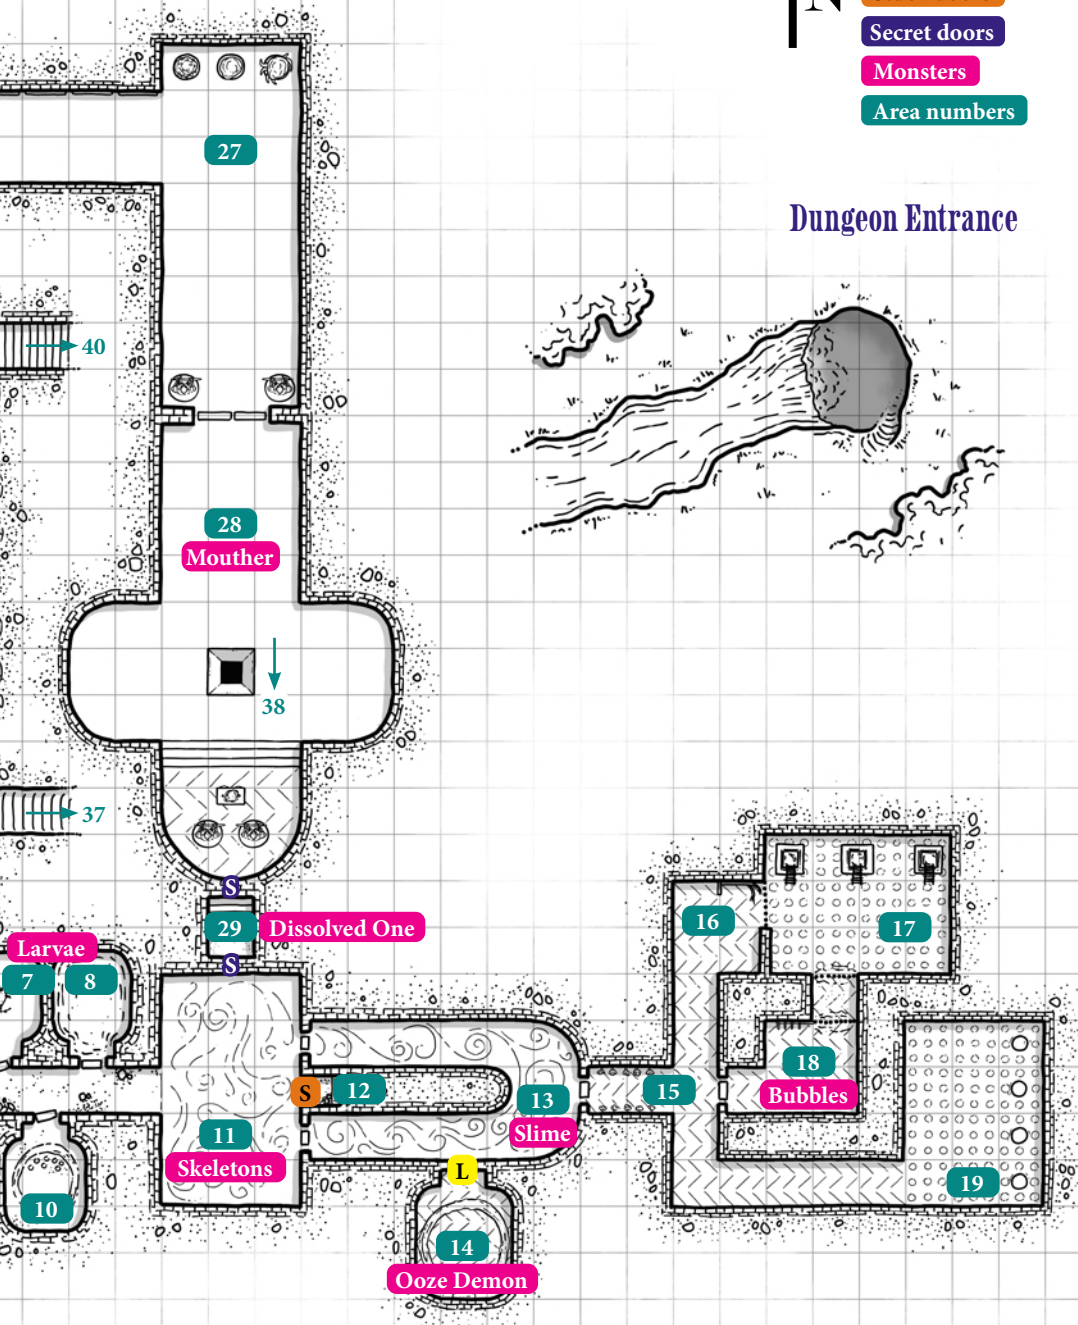 N
Secret doors
Monsters
Area numbers
27
Dungeon Entrance
40
28
Mouther
38
37
S
29 Dissolved One
S
Larvae
7 8
16
17
S
12
13
Slime
15
18
Bubbles
11
Skeletons
L
10
14
Ooze Demon
19